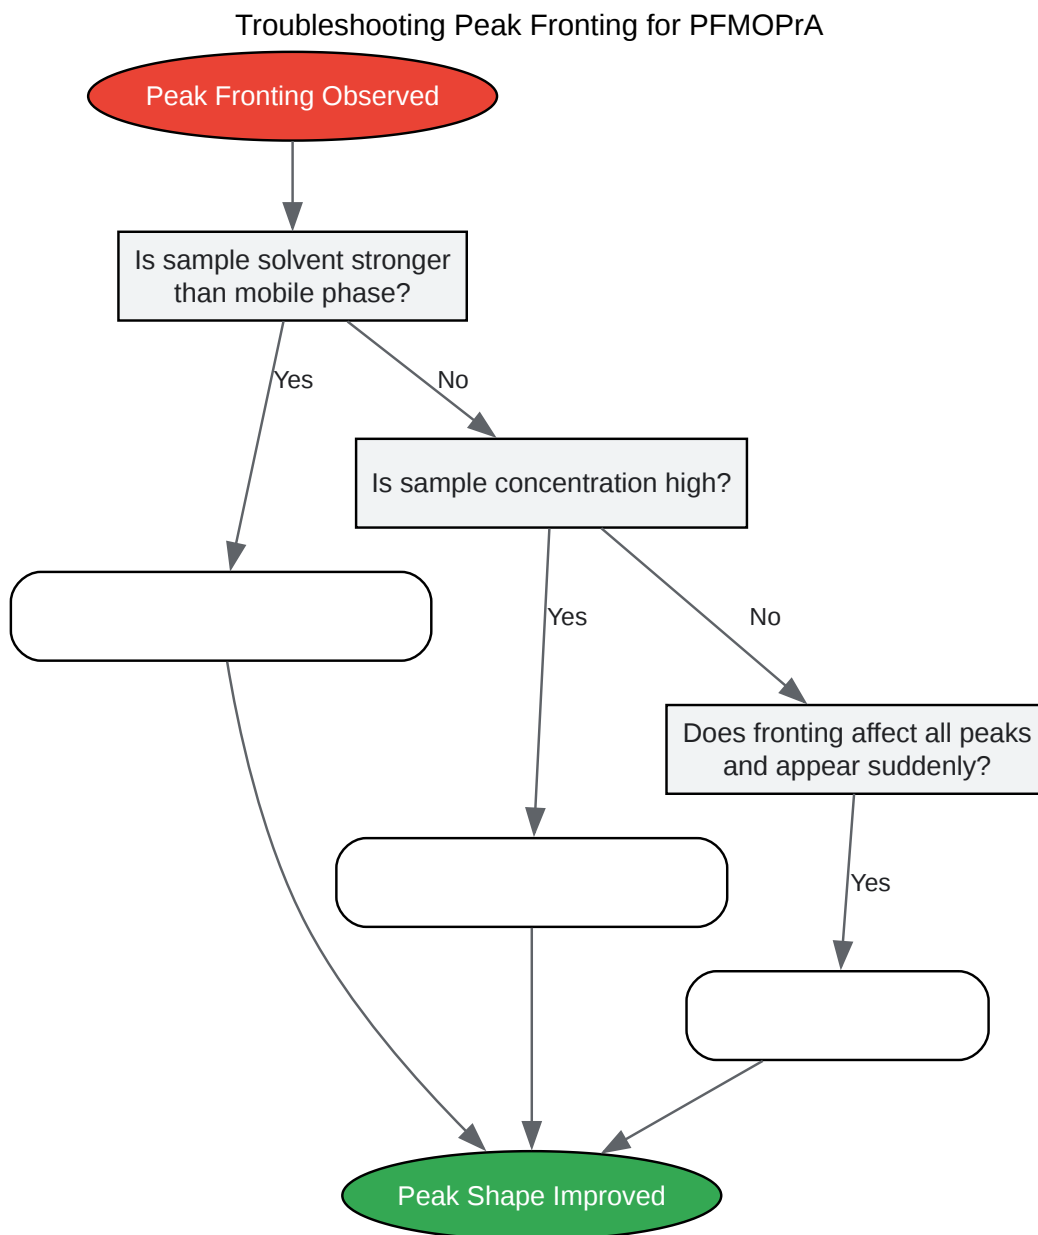 Troubleshooting Peak Fronting for PFMOPrA
Peak Fronting Observed
Is sample solvent stronger
than mobile phase?
Yes
No
Is sample concentration high?
Yes
No
Does fronting affect all peaks
and appear suddenly?
Yes
Peak Shape Improved